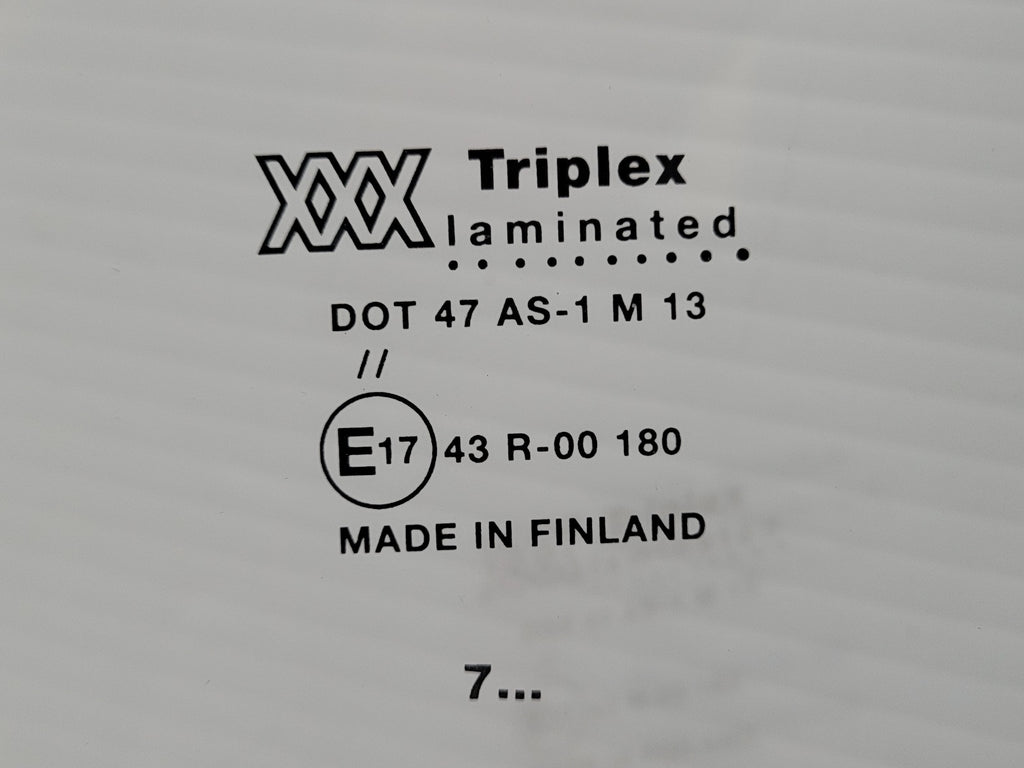 XXX Triplex
laminated
DOT 47 AS-1 M 13
//
E17 43 R-00 180
MADE IN FINLAND
7...